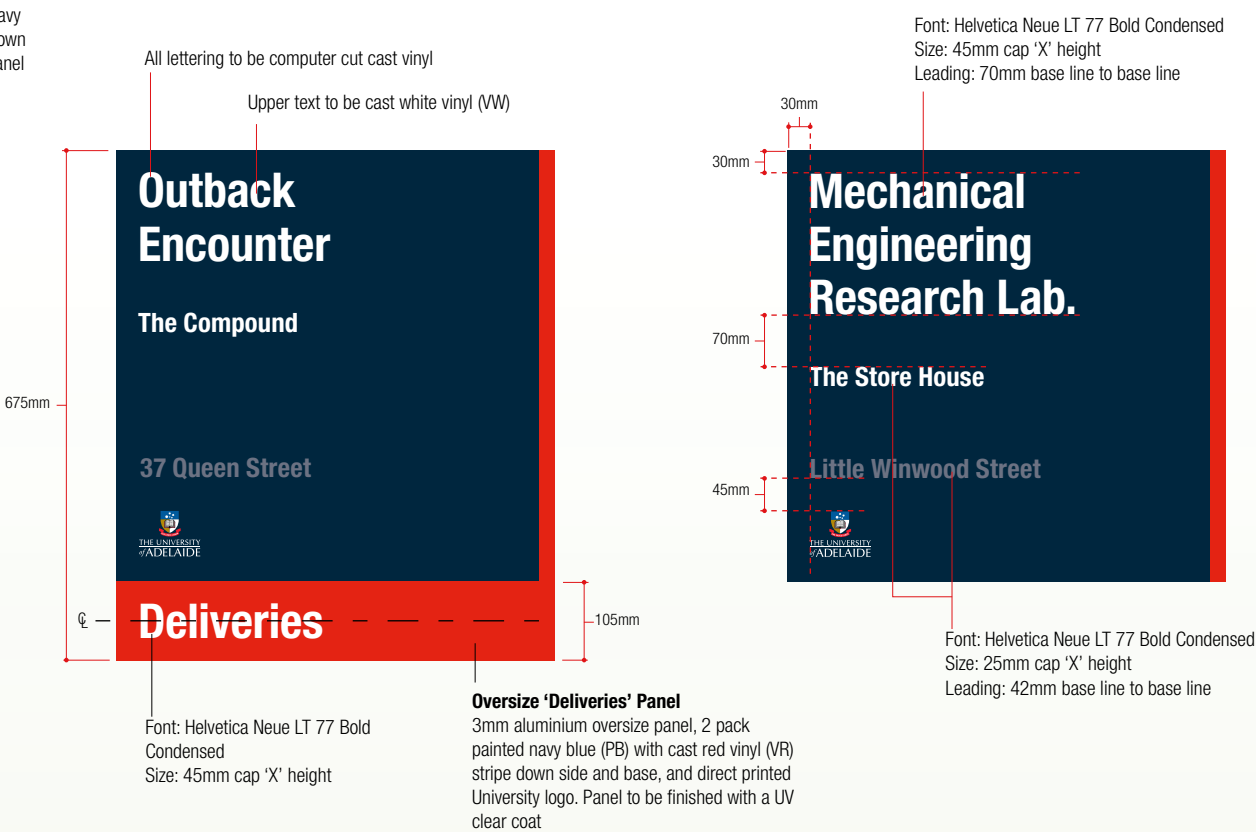 avy
own
anel
All lettering to be computer cut cast vinyl
Upper text to be cast white vinyl (VW)
675mm
Outback
Encounter
The Compound
37 Queen Street
THE UNIVERSITY
of ADELAIDE
℄
Deliveries
105mm
Font: Helvetica Neue LT 77 Bold
Condensed
Size: 45mm cap ‘X’ height
Oversize ‘Deliveries’ Panel
3mm aluminium oversize panel, 2 pack
painted navy blue (PB) with cast red vinyl (VR)
stripe down side and base, and direct printed
University logo. Panel to be finished with a UV
clear coat
Font: Helvetica Neue LT 77 Bold Condensed
Size: 45mm cap ‘X’ height
Leading: 70mm base line to base line
30mm
30mm
Mechanical
Engineering
Research Lab.
70mm
The Store House
Little Winwood Street
45mm
THE UNIVERSITY
of ADELAIDE
Font: Helvetica Neue LT 77 Bold Condensed
Size: 25mm cap ‘X’ height
Leading: 42mm base line to base line